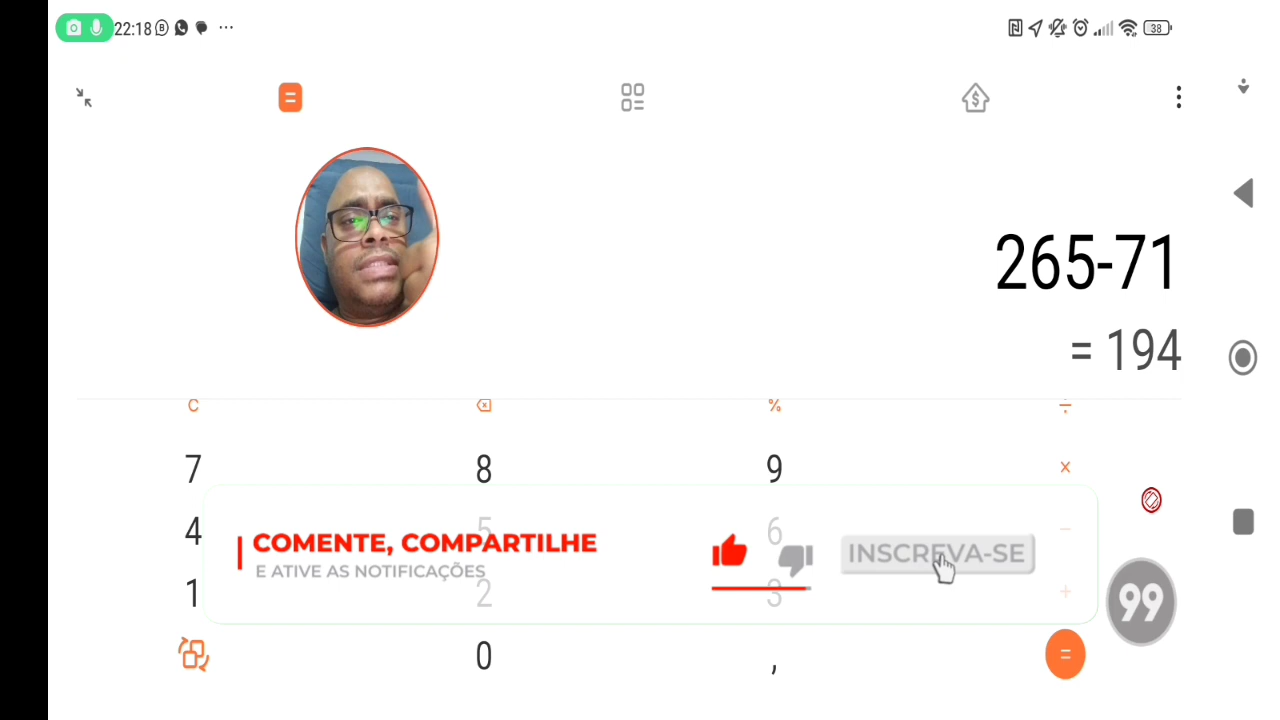 22:18
38
265-71
= 194
C % ÷
7 8 9 ×
4 5 6 −
COMENTE, COMPARTILHE
INSCREVA-SE
E ATIVE AS NOTIFICAÇÕES
1 2 3 +
99
0 , =